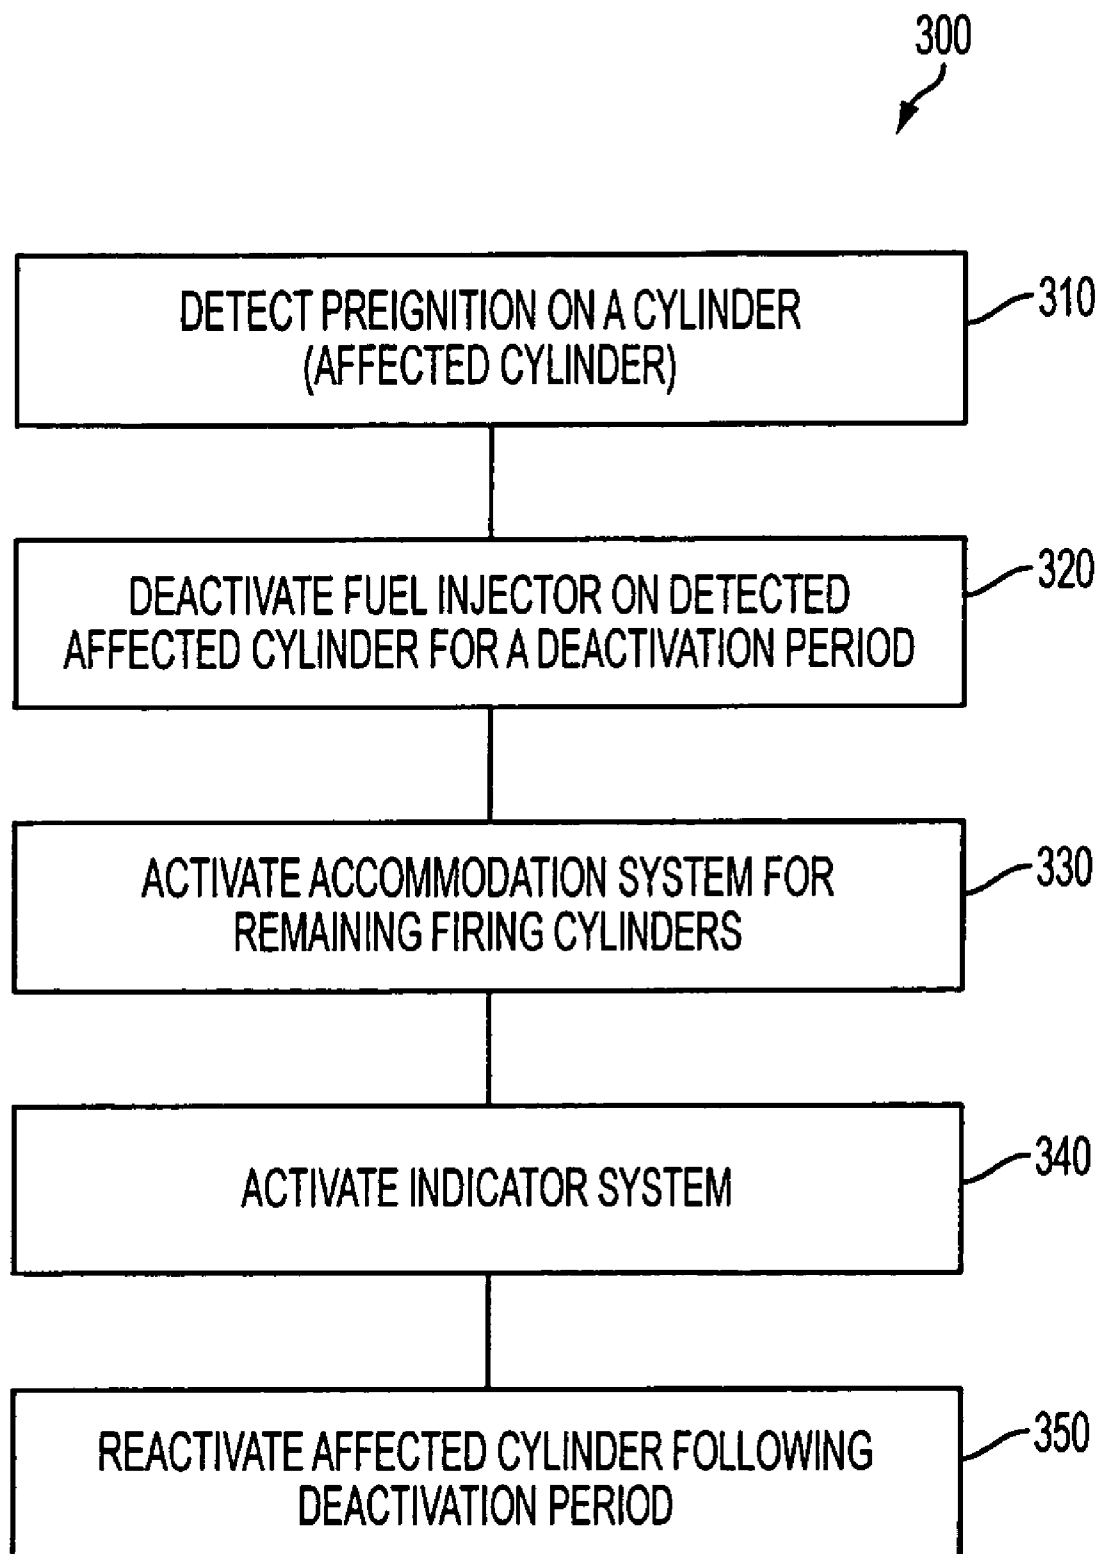 300
DETECT PREIGNITION ON A CYLINDER
(AFFECTED CYLINDER)
310
DEACTIVATE FUEL INJECTOR ON DETECTED
AFFECTED CYLINDER FOR A DEACTIVATION PERIOD
320
ACTIVATE ACCOMMODATION SYSTEM FOR
REMAINING FIRING CYLINDERS
330
ACTIVATE INDICATOR SYSTEM
340
REACTIVATE AFFECTED CYLINDER FOLLOWING
DEACTIVATION PERIOD
350